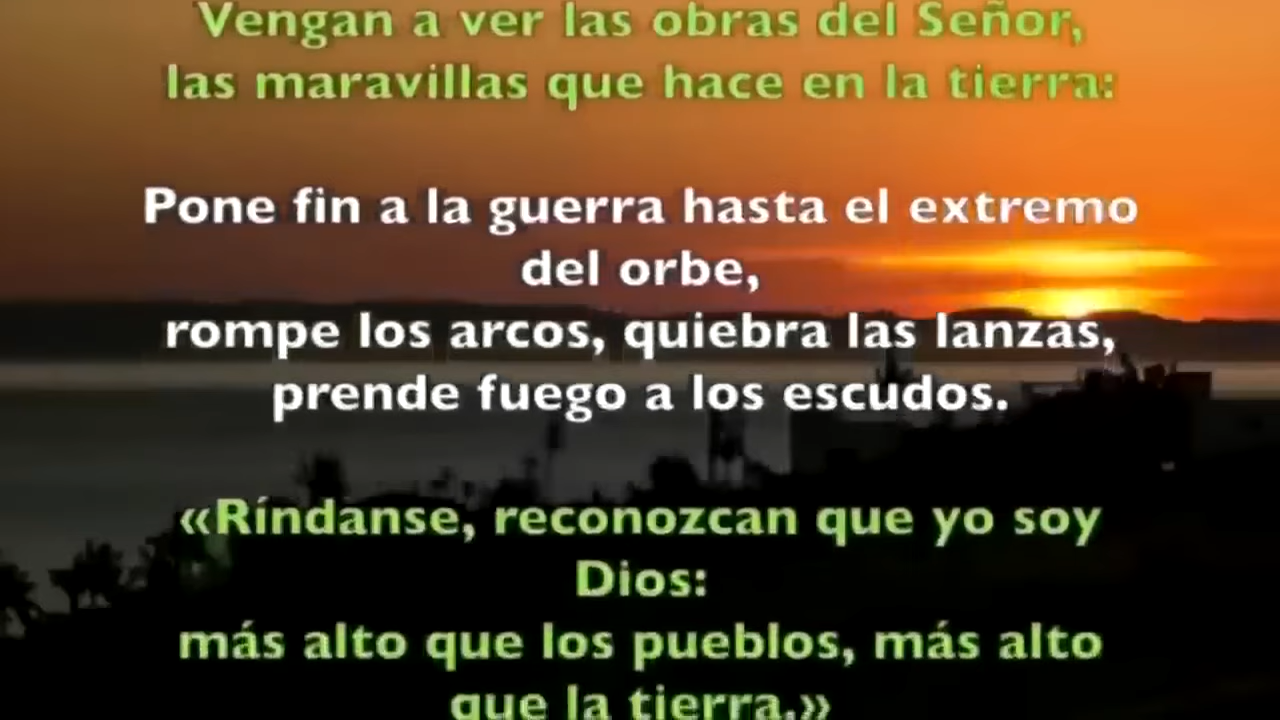 Vengan a ver las obras del Señor,
las maravillas que hace en la tierra:
Pone fin a la guerra hasta el extremo
del orbe,
rompe los arcos, quiebra las lanzas,
prende fuego a los escudos.
«Ríndanse, reconozcan que yo soy
Dios:
más alto que los pueblos, más alto
que la tierra.»